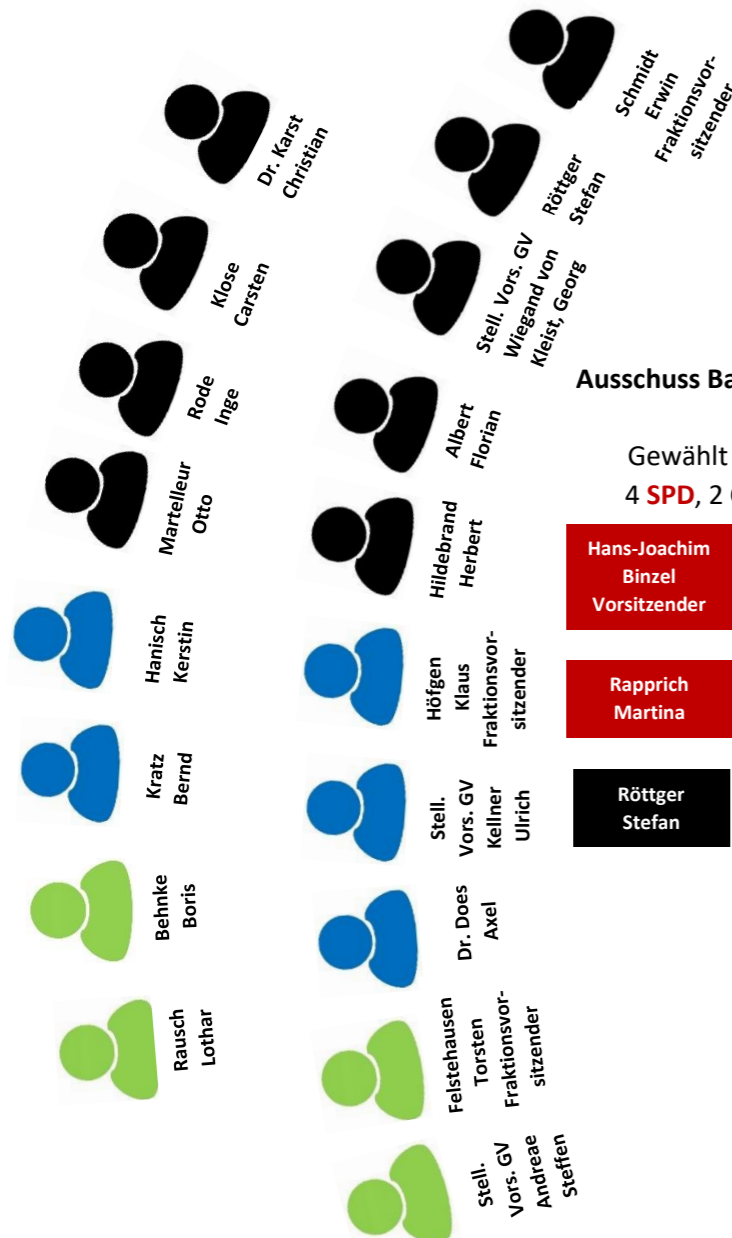 Schmidt
Erwin
Fraktionsvor-
sitzender
Dr. Karst
Christian
Röttger
Stefan
Klose
Carsten
Stell. Vors. GV
Wiegand von
Kleist, Georg
Rode
Inge
Albert
Florian
Martelleur
Otto
Hildebrand
Herbert
Hanisch
Kerstin
Höfgen
Klaus
Fraktionsvor-
sitzender
Kratz
Bernd
Stell.
Vors. GV
Kellner
Ulrich
Behnke
Boris
Dr. Does
Axel
Rausch
Lothar
Felstehausen
Torsten
Fraktionsvor-
sitzender
Stell.
Vors. GV
Andreae
Steffen
Ausschuss Ba
Gewählt
4 SPD, 2
Hans-Joachim
Binzel
Vorsitzender
Rapprich
Martina
Röttger
Stefan